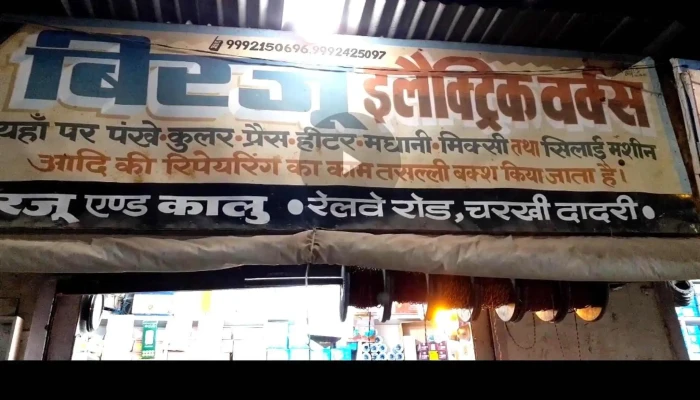 9992150696, 9992425097
बिरजू इलैक्ट्रिक वर्क्स
यहाँ पर पंखे • कुलर • प्रैस • हीटर • मधानी • मिक्सी तथा सिलाई मशीन
आदि की रिपेयरिंग का काम तसल्ली बक्श किया जाता है।
रजू एण्ड कालु • रेलवे रोड, चरखी दादरी •